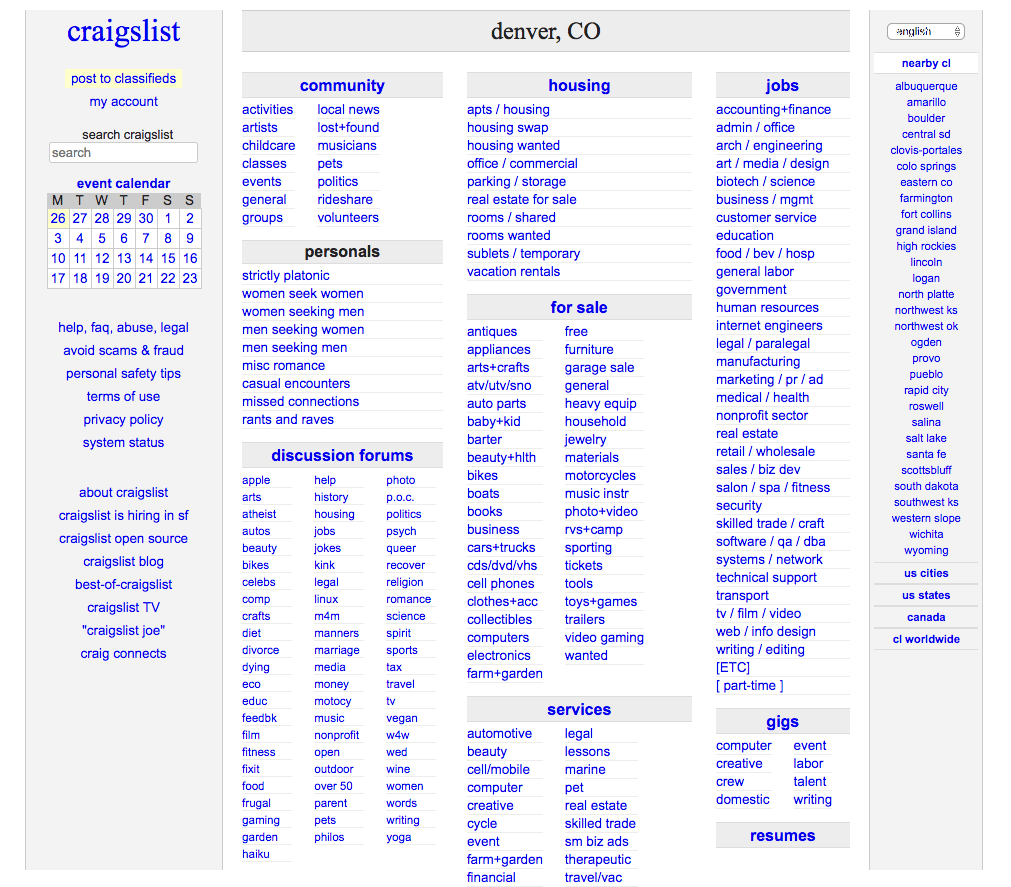 craigslist
post to classifieds
my account
search craigslist
search
event calendar
M T W T F S S
26 27 28 29 30 1 2
3 4 5 6 7 8 9
10 11 12 13 14 15 16
17 18 19 20 21 22 23
help, faq, abuse, legal
avoid scams & fraud
personal safety tips
terms of use
privacy policy
system status
about craigslist
craigslist is hiring in sf
craigslist open source
craigslist blog
best-of-craigslist
craigslist TV
"craigslist joe"
craig connects
denver, CO
community
activities local news
artists lost+found
childcare musicians
classes pets
events politics
general rideshare
groups volunteers
personals
strictly platonic
women seek women
women seeking men
men seeking women
men seeking men
misc romance
casual encounters
missed connections
rants and raves
discussion forums
apple help photo
arts history p.o.c.
atheist housing politics
autos jobs psych
beauty jokes queer
bikes kink recover
celebs legal religion
comp linux romance
crafts m4m science
diet manners spirit
divorce marriage sports
dying media tax
eco money travel
educ motocy tv
feedbk music vegan
film nonprofit w4w
fitness open wed
fixit outdoor wine
food over 50 women
frugal parent words
gaming pets writing
garden philos yoga
haiku
housing
apts / housing
housing swap
housing wanted
office / commercial
parking / storage
real estate for sale
rooms / shared
rooms wanted
sublets / temporary
vacation rentals
for sale
antiques free
appliances furniture
arts+crafts garage sale
atv/utv/sno general
auto parts heavy equip
baby+kid household
barter jewelry
beauty+hlth materials
bikes motorcycles
boats music instr
books photo+video
business rvs+camp
cars+trucks sporting
cds/dvd/vhs tickets
cell phones tools
clothes+acc toys+games
collectibles trailers
computers video gaming
electronics wanted
farm+garden
services
automotive legal
beauty lessons
cell/mobile marine
computer pet
creative real estate
cycle skilled trade
event sm biz ads
farm+garden therapeutic
financial travel/vac
jobs
accounting+finance
admin / office
arch / engineering
art / media / design
biotech / science
business / mgmt
customer service
education
food / bev / hosp
general labor
government
human resources
internet engineers
legal / paralegal
manufacturing
marketing / pr / ad
medical / health
nonprofit sector
real estate
retail / wholesale
sales / biz dev
salon / spa / fitness
security
skilled trade / craft
software / qa / dba
systems / network
technical support
transport
tv / film / video
web / info design
writing / editing
[ETC]
[ part-time ]
gigs
computer event
creative labor
crew talent
domestic writing
resumes
english
nearby cl
albuquerque
amarillo
boulder
central sd
clovis-portales
colo springs
eastern co
farmington
fort collins
grand island
high rockies
lincoln
logan
north platte
northwest ks
northwest ok
ogden
provo
pueblo
rapid city
roswell
salina
salt lake
santa fe
scottsbluff
south dakota
southwest ks
western slope
wichita
wyoming
us cities
us states
canada
cl worldwide